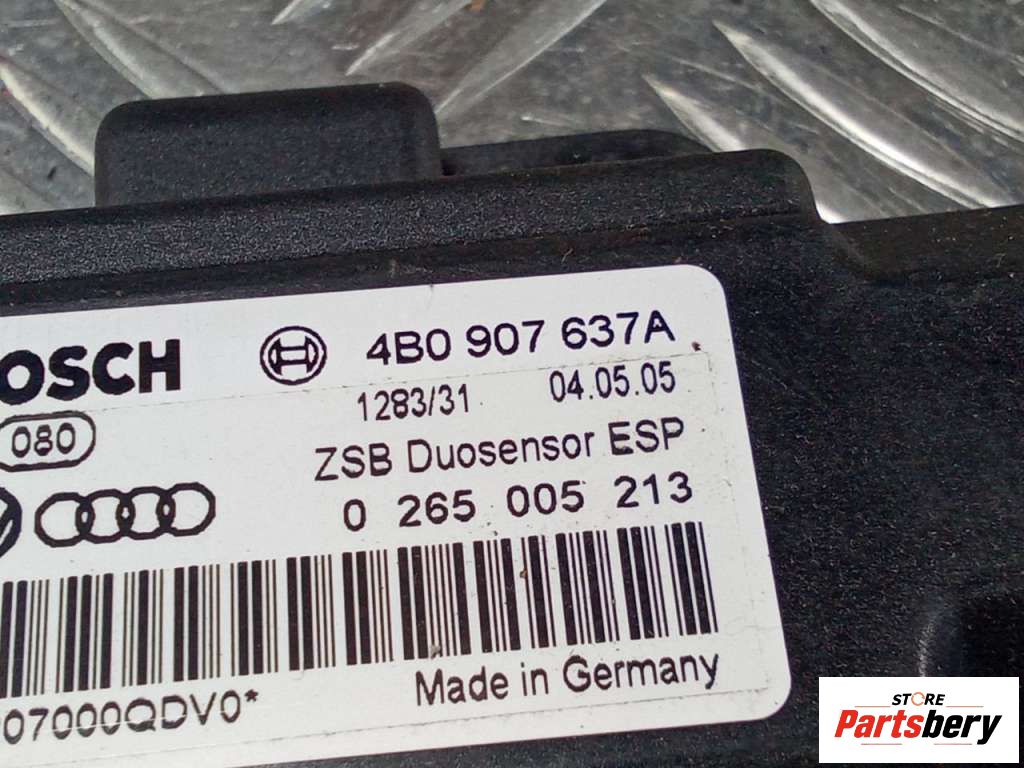 OSCH 4B0 907 637A
1283/31 04.05.05
080
ZSB Duosensor ESP
0 265 005 213
Made in Germany
07000QDV0*
STORE
Partsbery